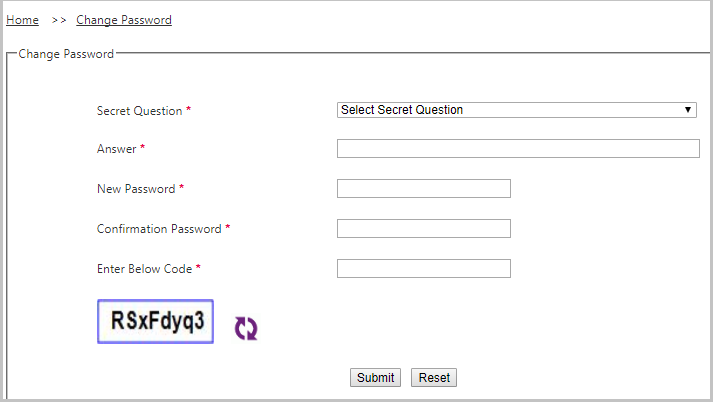 Home >> Change Password
Change Password
Secret Question * Select Secret Question
Answer *
New Password *
Confirmation Password *
Enter Below Code *
RSxFdyq3
Submit Reset